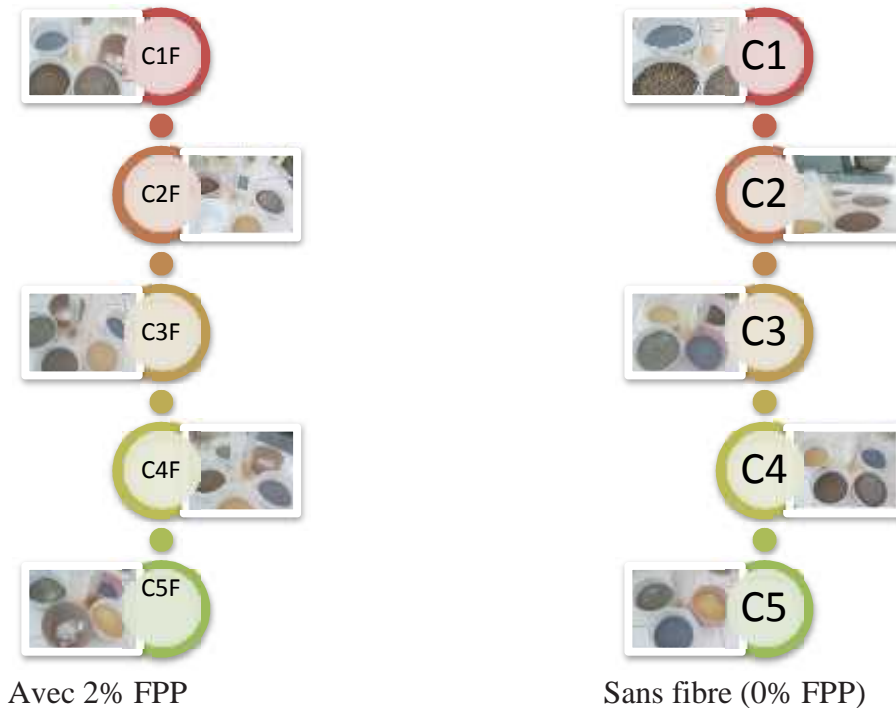 C1F
C2F
C3F
C4F
C5F
Avec 2% FPP
C1
C2
C3
C4
C5
Sans fibre (0% FPP)